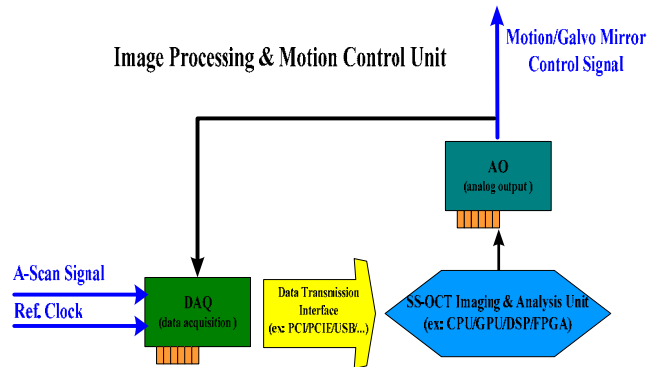 Image Processing & Motion Control Unit
Motion/Galvo Mirror
Control Signal
AO
(analog output )
A-Scan Signal
Ref. Clock
DAQ
(data acquisition )
Data Transmission
Interface
(ex: PCI/PCIE/USB/...)
SS-OCT Imaging & Analysis Unit
(ex: CPU/GPU/DSP/FPGA)